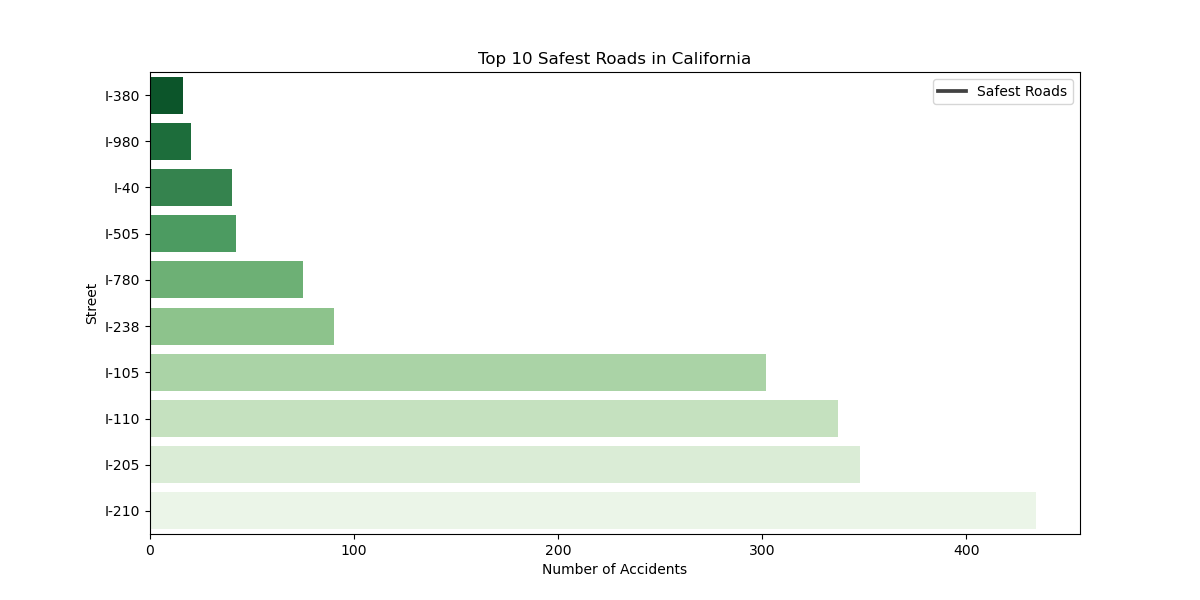 Top 10 Safest Roads in California
Safest Roads
Street
I-380
I-980
I-40
I-505
I-780
I-238
I-105
I-110
I-205
I-210
0 100 200 300 400
Number of Accidents